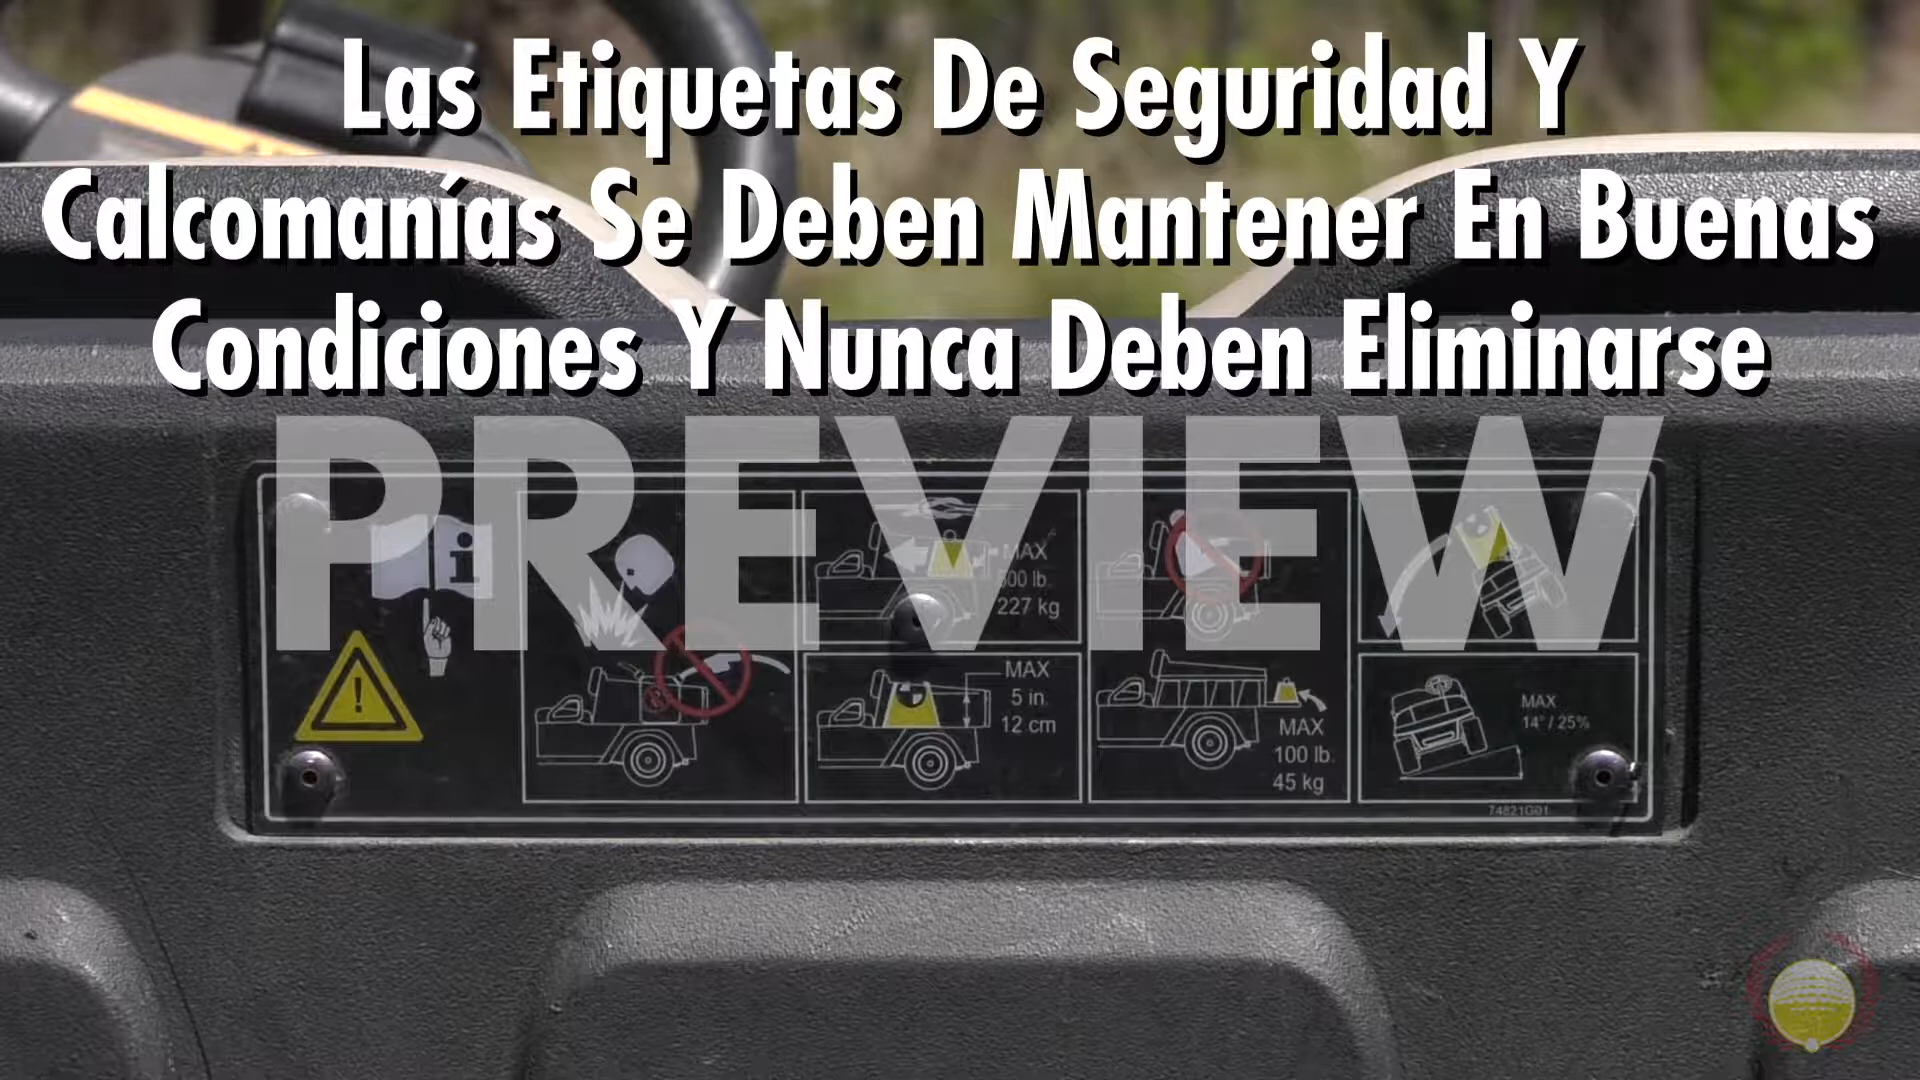 Las Etiquetas De Seguridad Y
Calcomanías Se Deben Mantener En Buenas
Condiciones Y Nunca Deben Eliminarse
PREVIEW
i
MAX
500 lb.
227 kg
MAX
5 in.
12 cm
MAX
100 lb.
45 kg
MAX
14° / 25%
74821G01